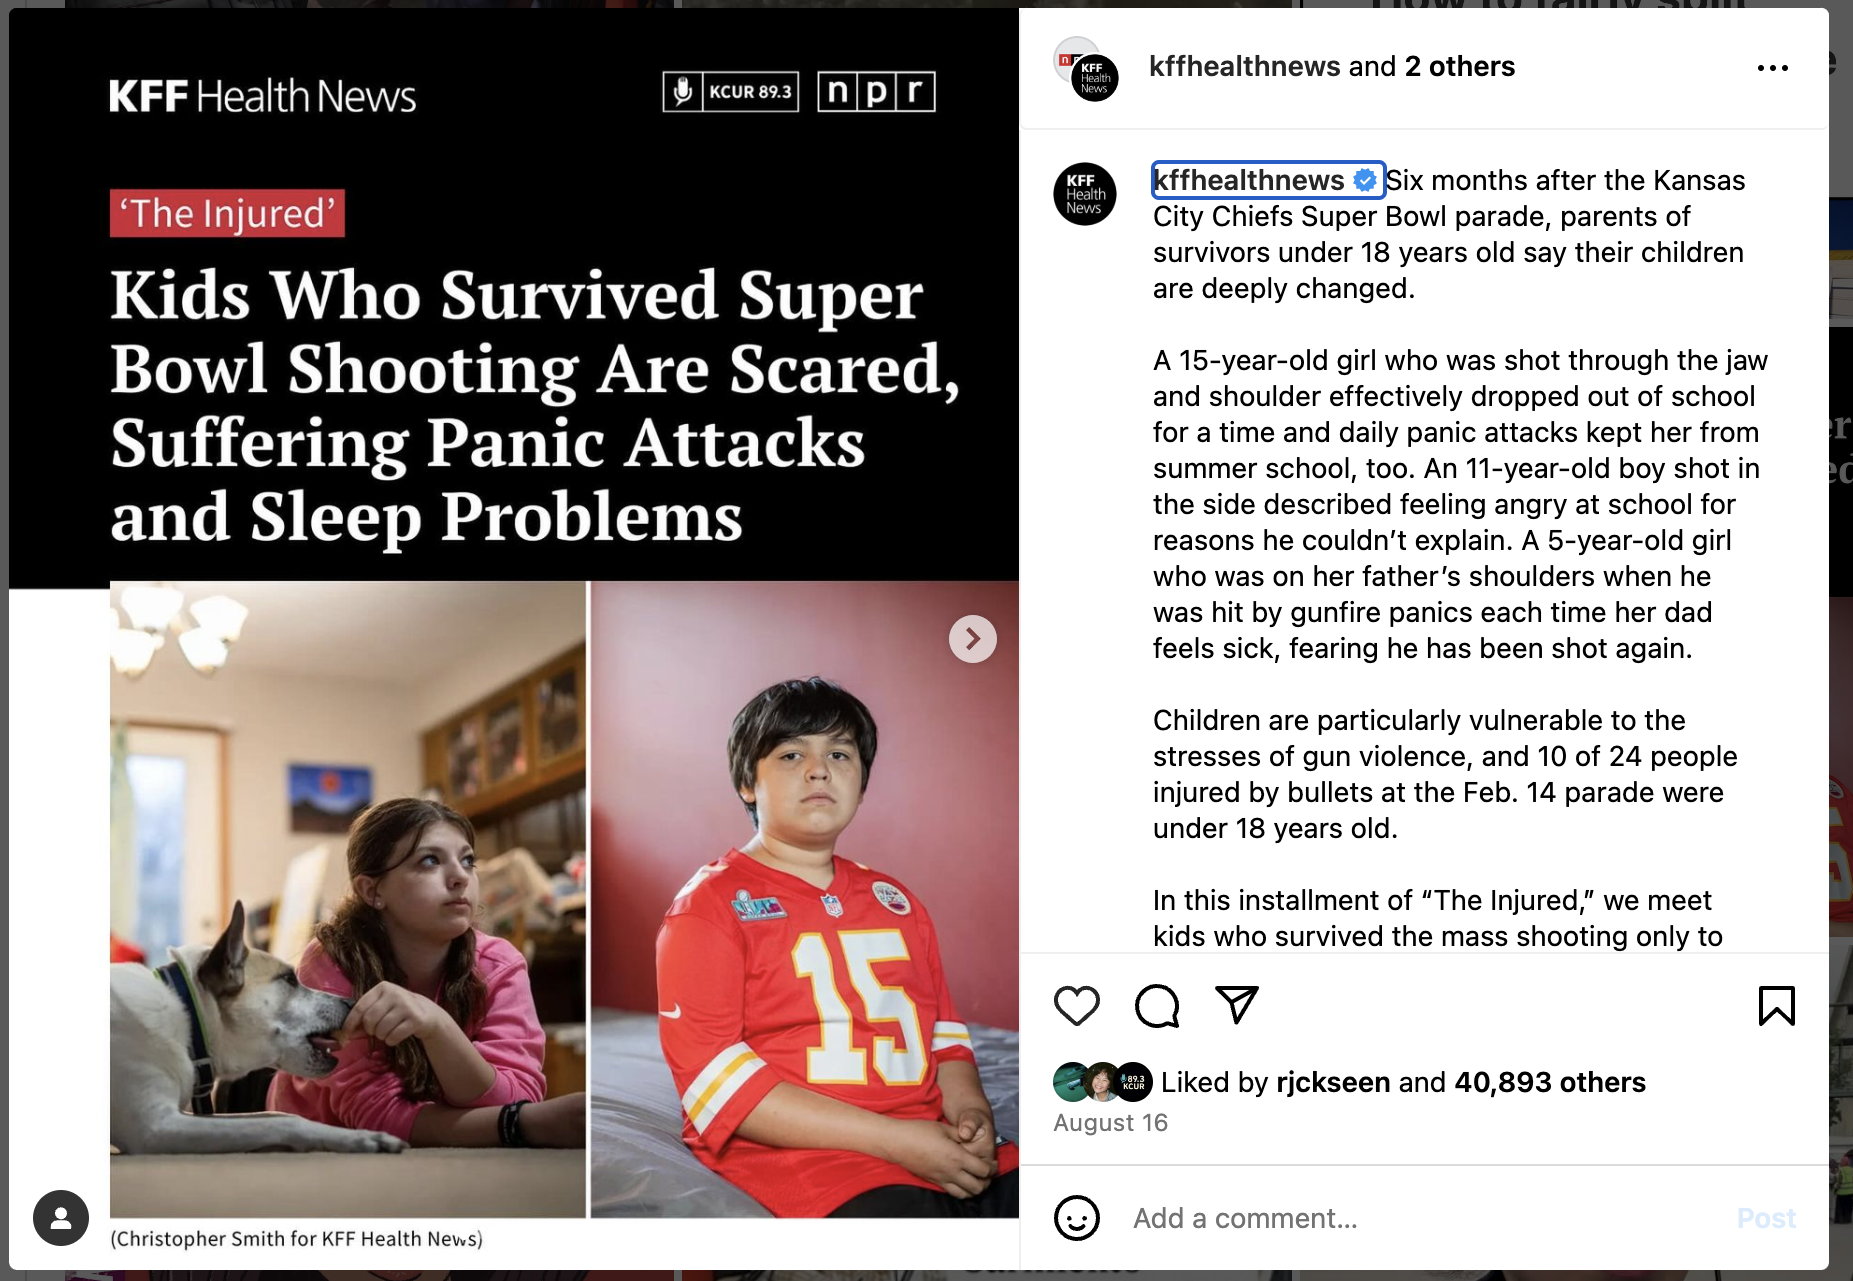 KFF Health News
KCUR 89.3
npr
'The Injured'
Kids Who Survived Super
Bowl Shooting Are Scared,
Suffering Panic Attacks
and Sleep Problems
15
(Christopher Smith for KFF Health News)
KFF
Health
News
kffhealthnews and 2 others
KFF
Health
News
kffhealthnews Six months after the Kansas
City Chiefs Super Bowl parade, parents of
survivors under 18 years old say their children
are deeply changed.
A 15-year-old girl who was shot through the jaw
and shoulder effectively dropped out of school
for a time and daily panic attacks kept her from
summer school, too. An 11-year-old boy shot in
the side described feeling angry at school for
reasons he couldn’t explain. A 5-year-old girl
who was on her father’s shoulders when he
was hit by gunfire panics each time her dad
feels sick, fearing he has been shot again.
Children are particularly vulnerable to the
stresses of gun violence, and 10 of 24 people
injured by bullets at the Feb. 14 parade were
under 18 years old.
In this installment of “The Injured,” we meet
kids who survived the mass shooting only to
89.3
KCUR
Liked by rjckseen and 40,893 others
August 16
Add a comment...
Post